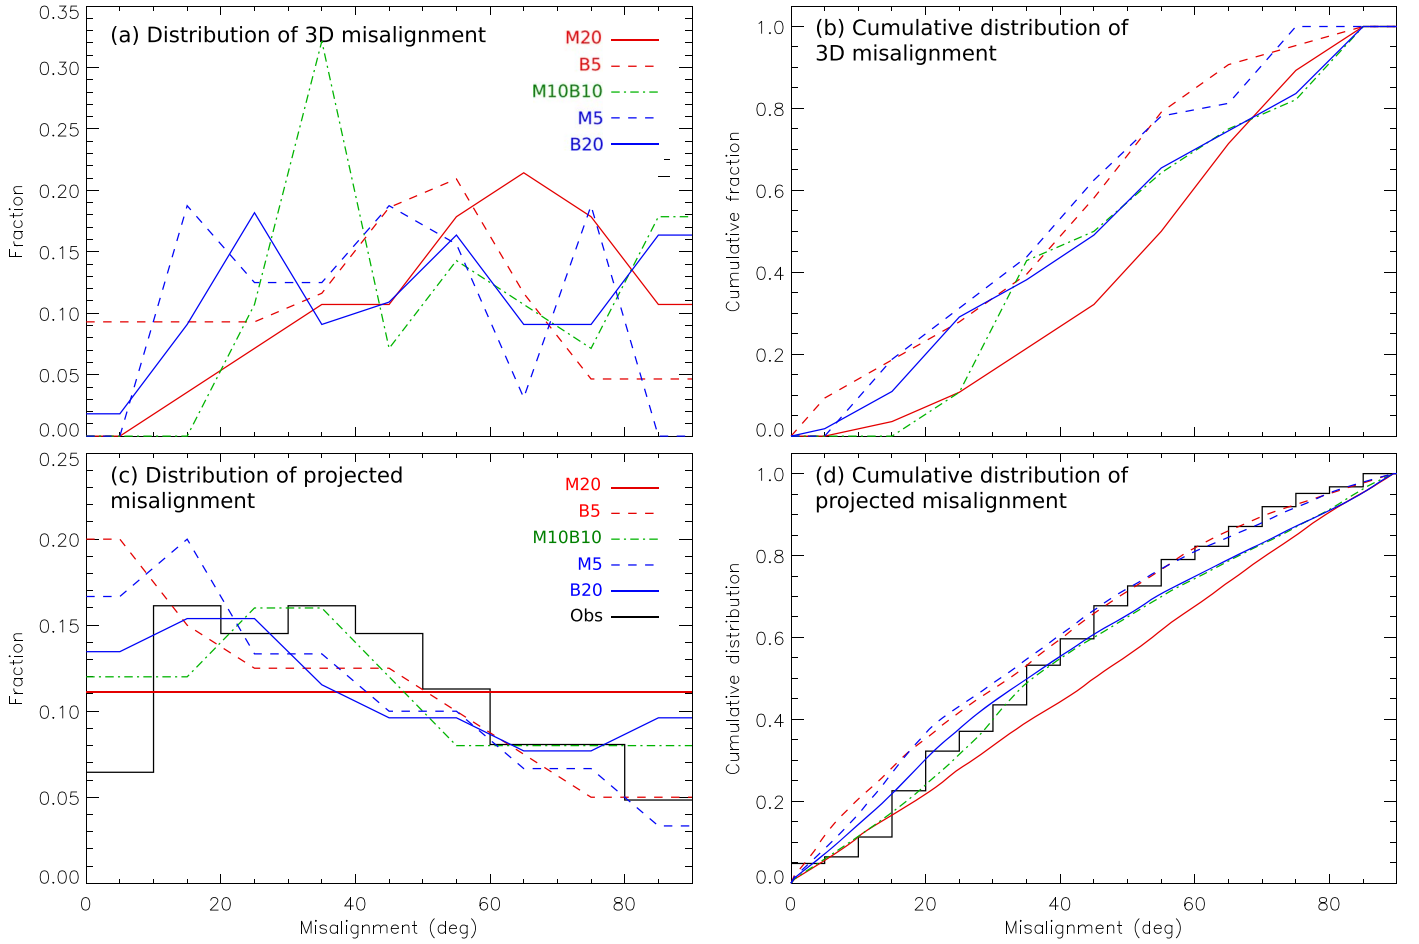 (a) Distribution of 3D misalignment
M20
B5
M10B10
M5
B20
0.35
0.30
0.25
0.20
0.15
0.10
0.05
0.00
Fraction
(b) Cumulative distribution of
3D misalignment
1.0
0.8
0.6
0.4
0.2
0.0
Cumulative fraction
(c) Distribution of projected
misalignment
M20
B5
M10B10
M5
B20
Obs
0.25
0.20
0.15
0.10
0.05
0.00
Fraction
0 20 40 60 80
Misalignment (deg)
(d) Cumulative distribution of
projected misalignment
1.0
0.8
0.6
0.4
0.2
0.0
Cumulative distribution
0 20 40 60 80
Misalignment (deg)